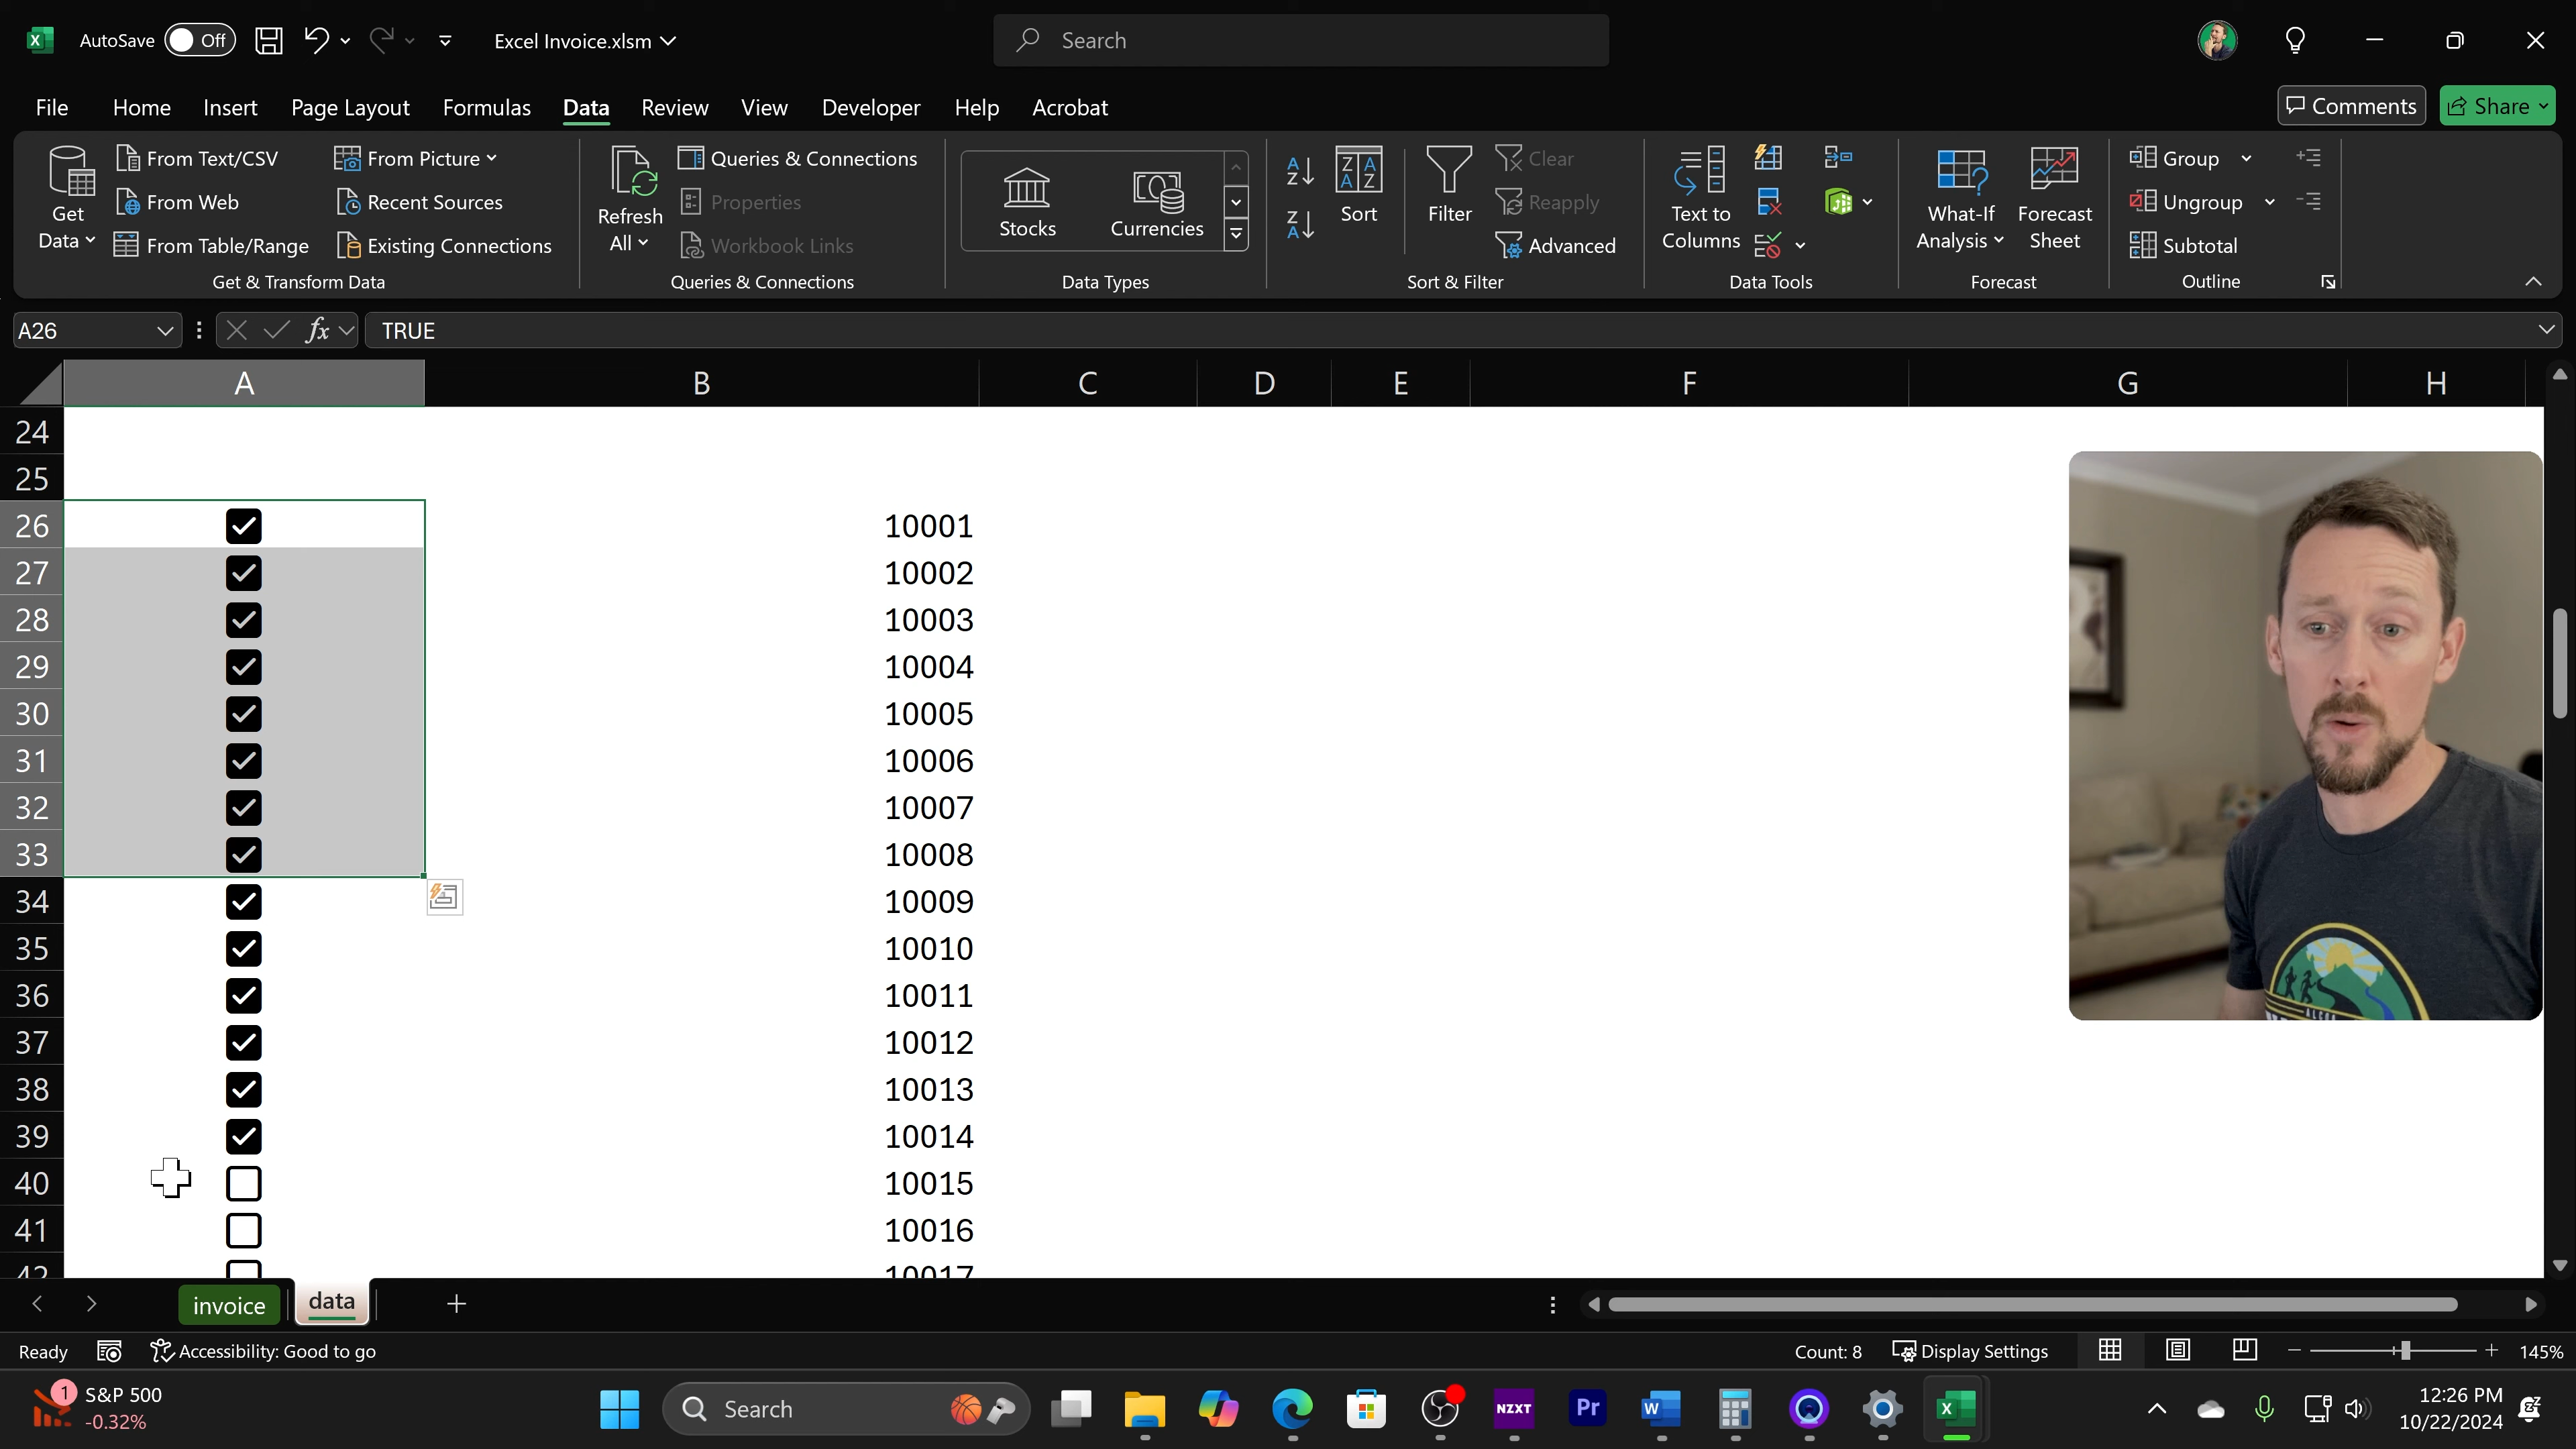 AutoSave Off Excel Invoice.xlsm Search
File Home Insert Page Layout Formulas Data Review View Developer Help Acrobat Comments Share
Get Data
From Text/CSV
From Web
From Table/Range
From Picture
Recent Sources
Existing Connections
Get & Transform Data
Refresh All
Queries & Connections
Properties
Workbook Links
Queries & Connections
Stocks
Currencies
Data Types
Sort
Filter
Clear
Reapply
Advanced
Sort & Filter
Text to Columns
Data Tools
What-If Analysis
Forecast Sheet
Forecast
Group
Ungroup
Subtotal
Outline
A26 fx TRUE
A B C D E F G H
24
25
26 10001
27 10002
28 10003
29 10004
30 10005
31 10006
32 10007
33 10008
34 10009
35 10010
36 10011
37 10012
38 10013
39 10014
40 10015
41 10016
42 10017
invoice data
Ready Accessibility: Good to go Count: 8 Display Settings 145%
1 S&P 500
-0.32%
Search
NZXT
Pr
W
X
12:26 PM
10/22/2024